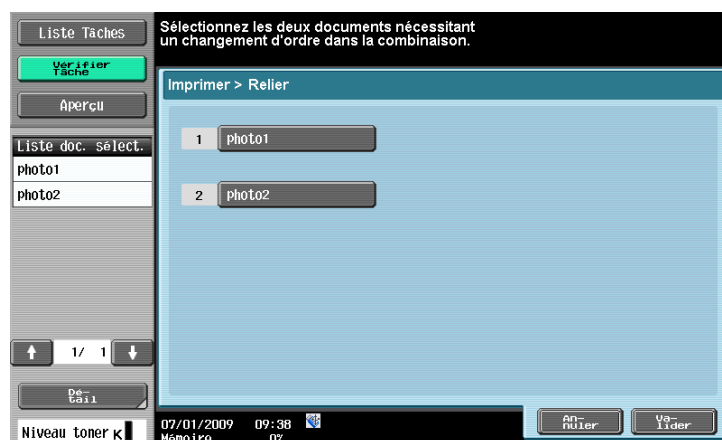 Liste Tâches
Sélectionnez les deux documents nécessitant
un changement d'ordre dans la combinaison.
Vérifier
Tâche
Imprimer > Relier
Aperçu
1 photo1
Liste doc. sélect.
photo1
photo2
2 photo2
1/ 1
Dé-
tail
Niveau toner K
07/01/2009 09:38
Mémoire 0%
An-
nuler
Va-
lider